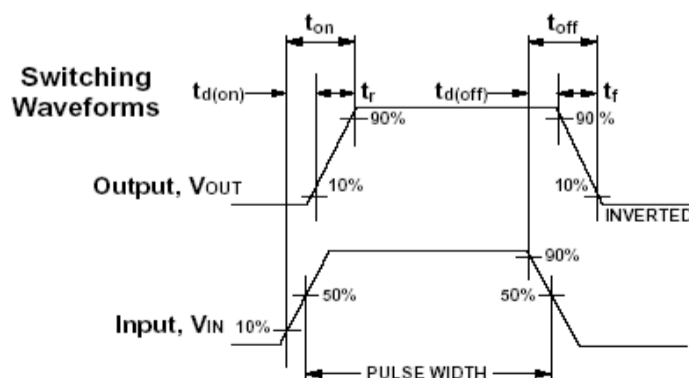 ton toff
Switching
Waveforms
td(on) tr td(off) tf
90% 90%
Output, VOUT 10% 10%
INVERTED
90%
50% 50%
Input, VIN 10%
PULSE WIDTH